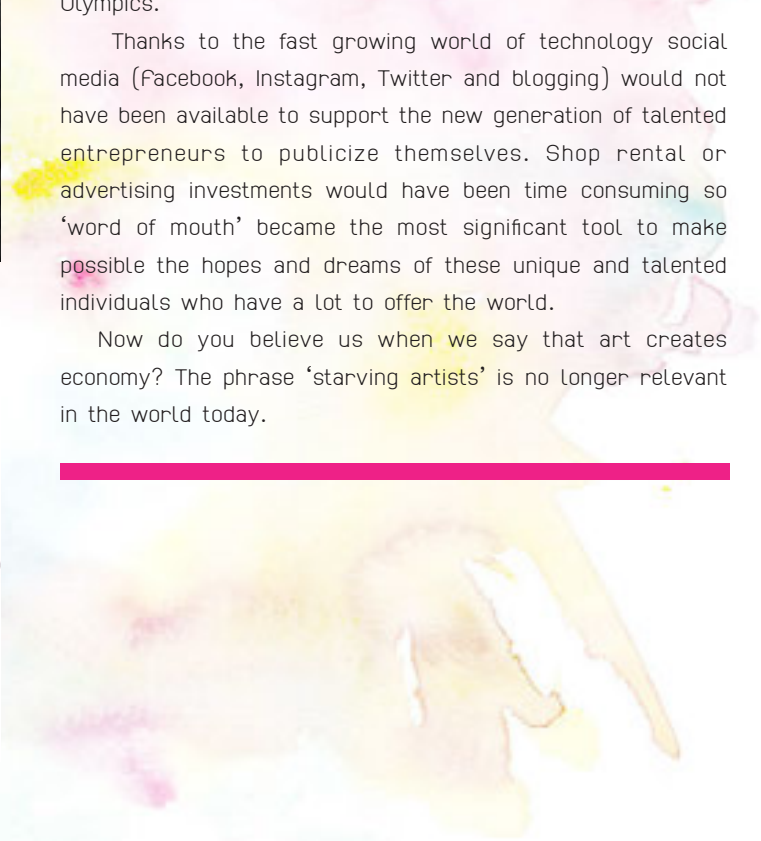 Olympics.
Thanks to the fast growing world of technology social
media (Facebook, Instagram, Twitter and blogging) would not
have been available to support the new generation of talented
entrepreneurs to publicize themselves. Shop rental or
advertising investments would have been time consuming so
‘word of mouth’ became the most significant tool to make
possible the hopes and dreams of these unique and talented
individuals who have a lot to offer the world.
Now do you believe us when we say that art creates
economy? The phrase ‘starving artists’ is no longer relevant
in the world today.